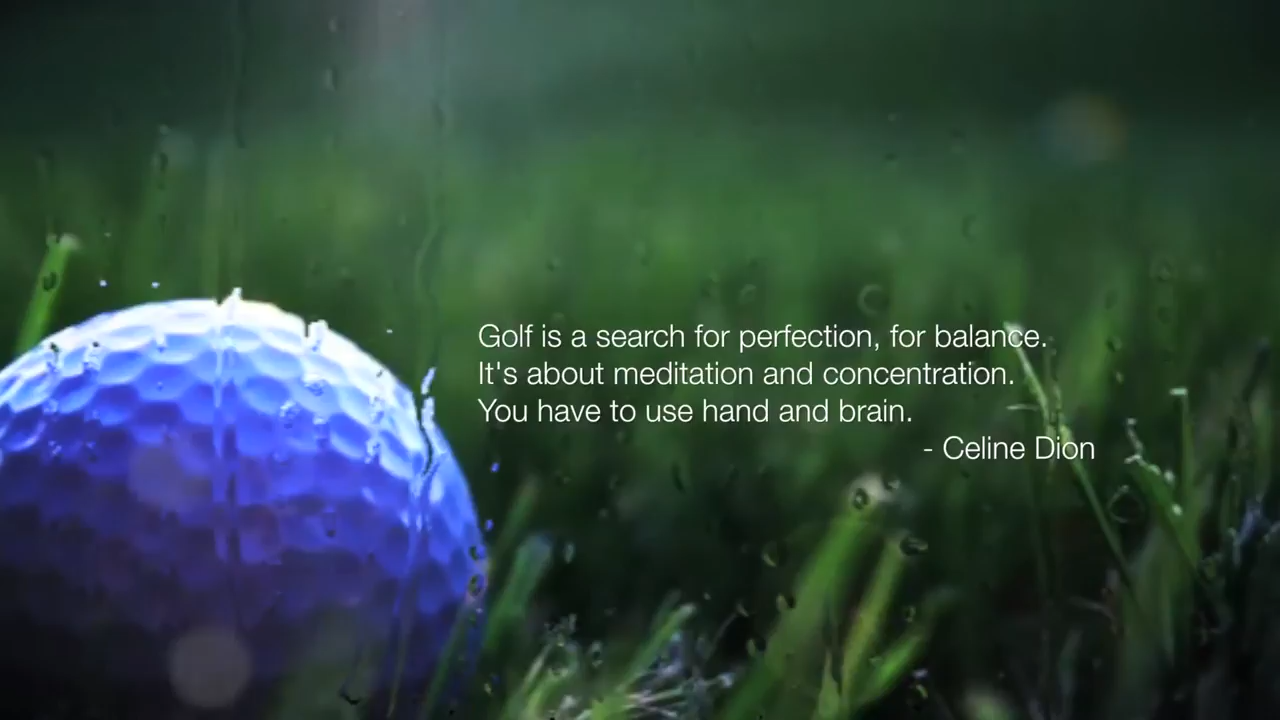 Golf is a search for perfection, for balance.
It's about meditation and concentration.
You have to use hand and brain.
- Celine Dion